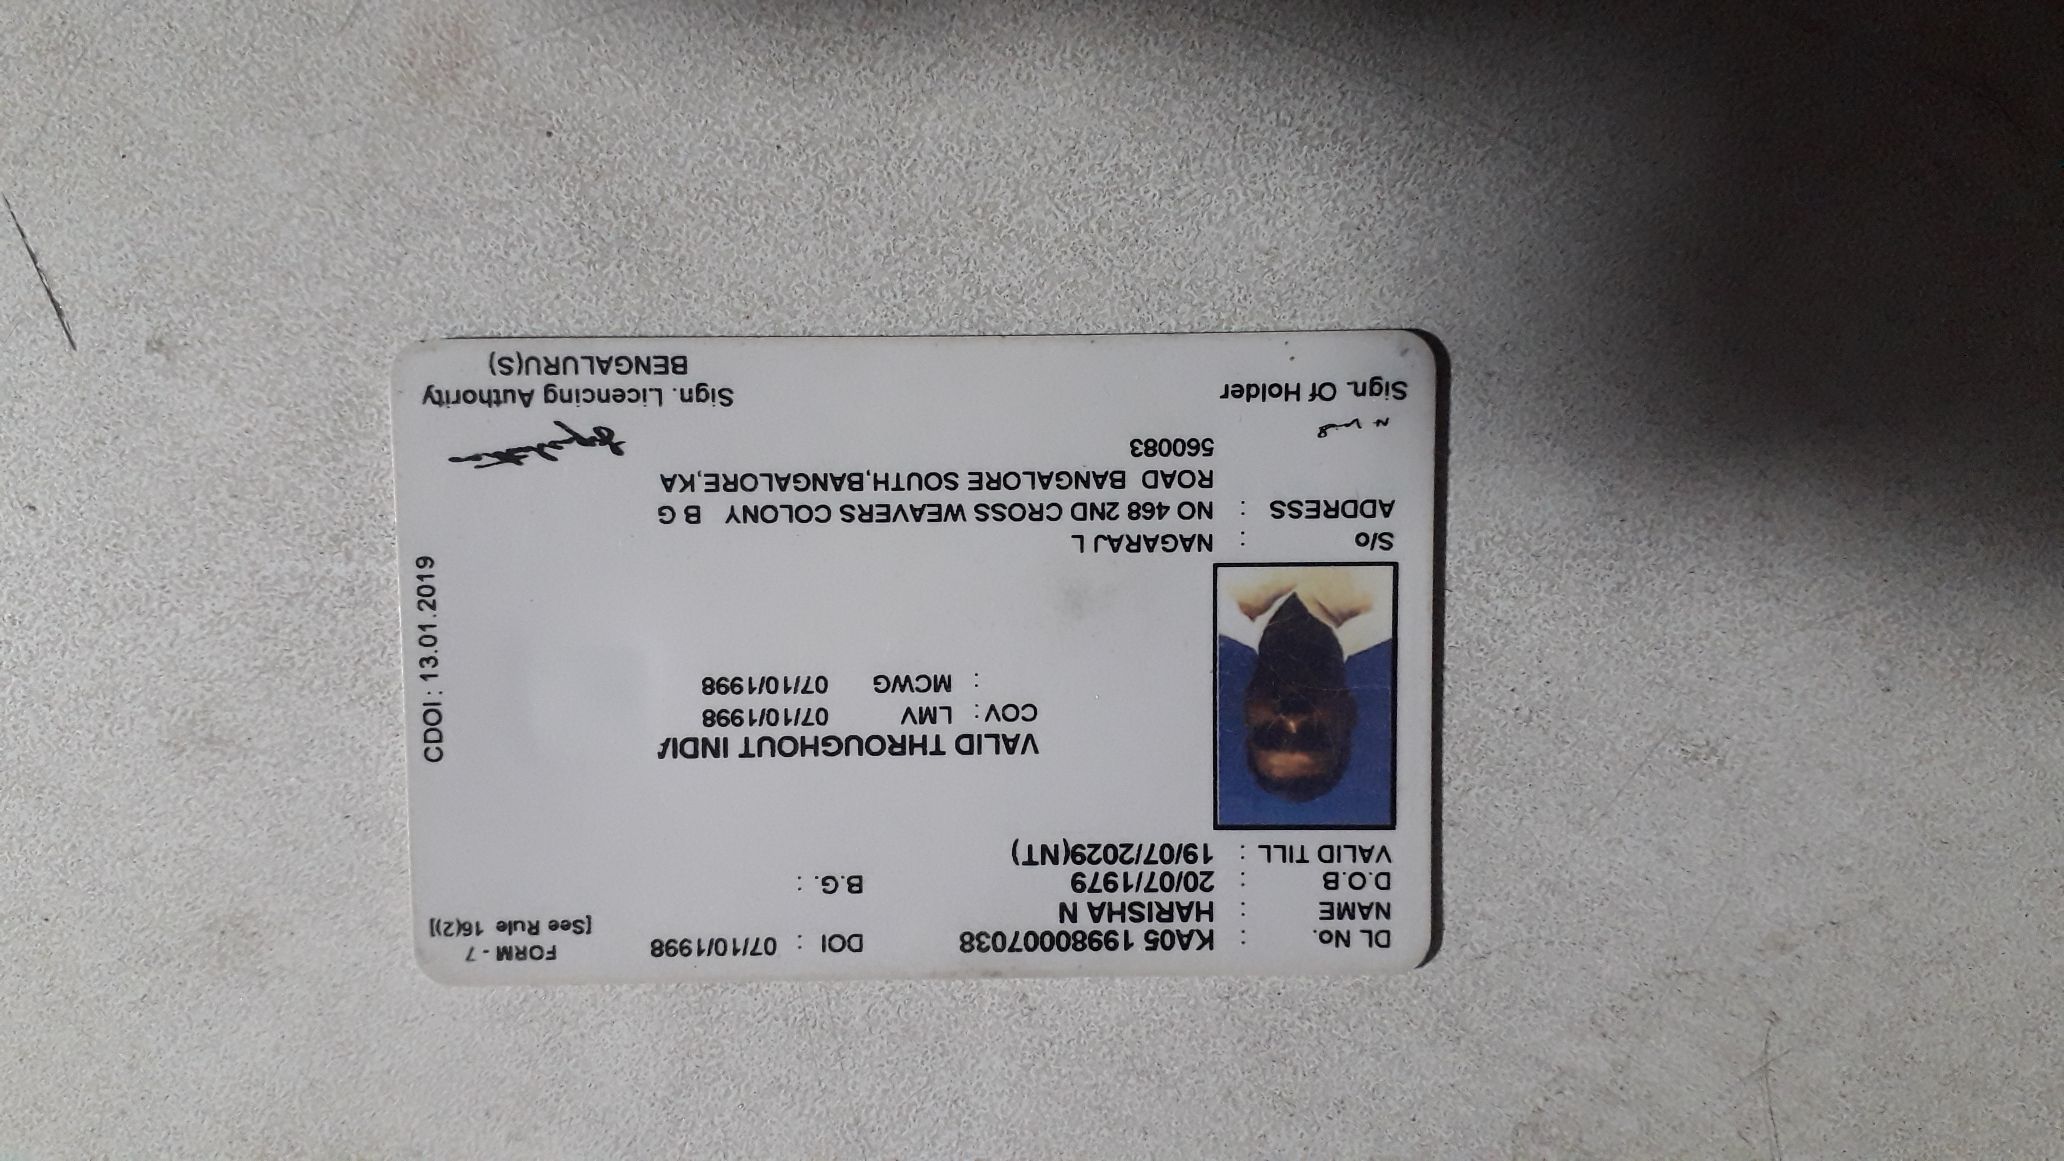 FORM - 7
[See Rule 16(2)]
DL No. : KA05 19980007038 DOI : 07/10/1998
NAME : HARISHA N
D.O.B : 20/07/1979 B.G. :
VALID TILL : 19/07/2029(NT)
VALID THROUGHOUT INDIA
COV : LMV 07/10/1998
: MCWG 07/10/1998
CDOI : 13.01.2019
S/o : NAGARAJ L
ADDRESS : NO 468 2ND CROSS WEAVERS COLONY B G
ROAD BANGALORE SOUTH,BANGALORE,KA
560083
Sign. Of Holder
Sign. Licencing Authority
BENGALURU(S)